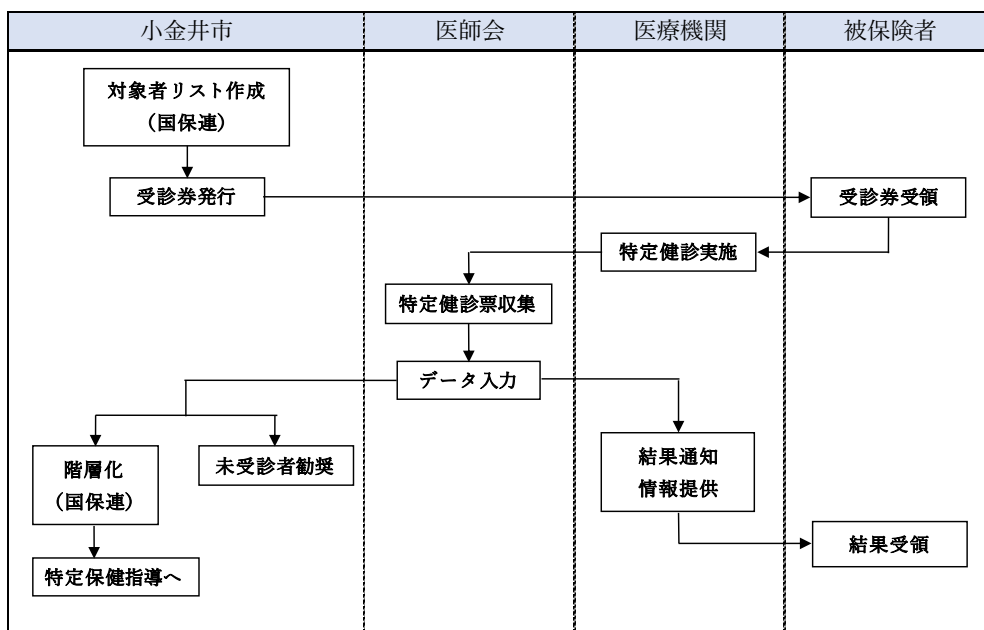 小金井市
医師会
医療機関
被保険者
対象者リスト作成
（国保連）
受診券発行
受診券受領
特定健診実施
特定健診票収集
データ入力
階層化
（国保連）
未受診者勧奨
結果通知
情報提供
結果受領
特定保健指導へ